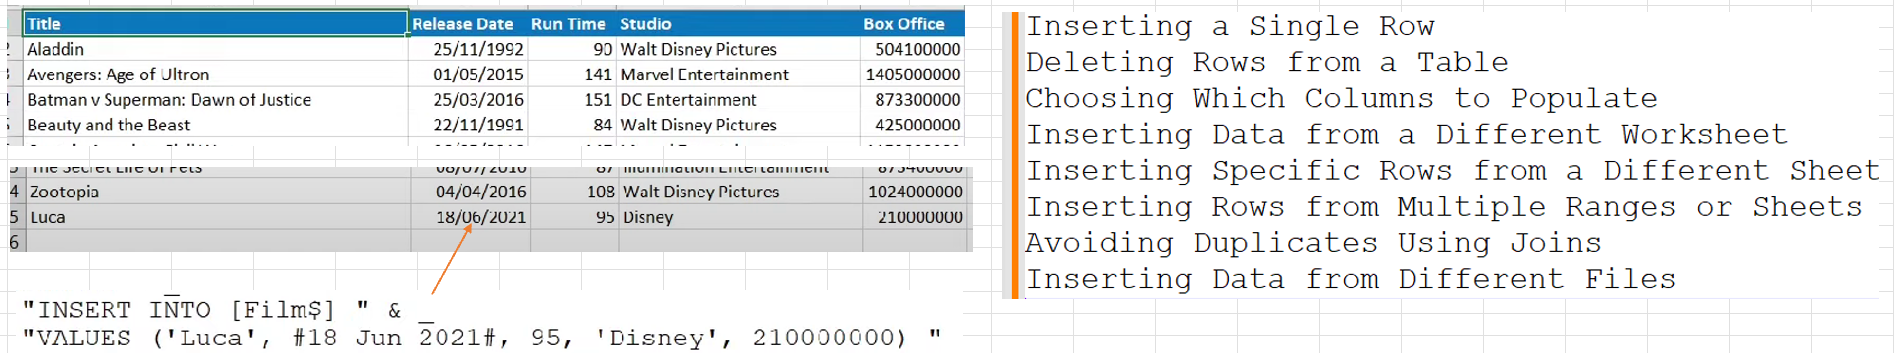 Title Release Date Run Time Studio Box Office
Aladdin 25/11/1992 90 Walt Disney Pictures 504100000
Avengers: Age of Ultron 01/05/2015 141 Marvel Entertainment 1405000000
Batman v Superman: Dawn of Justice 25/03/2016 151 DC Entertainment 873300000
Beauty and the Beast 22/11/1991 84 Walt Disney Pictures 425000000
The Secret Life of Pets 08/07/2016 87 Illumination Entertainment 875400000
4 Zootopia 04/04/2016 108 Walt Disney Pictures 1024000000
5 Luca 18/06/2021 95 Disney 210000000
6
"INSERT INTO [Film$] " & _
"VALUES ('Luca', #18 Jun 2021#, 95, 'Disney', 210000000) "
Inserting a Single Row
Deleting Rows from a Table
Choosing Which Columns to Populate
Inserting Data from a Different Worksheet
Inserting Specific Rows from a Different Sheet
Inserting Rows from Multiple Ranges or Sheets
Avoiding Duplicates Using Joins
Inserting Data from Different Files